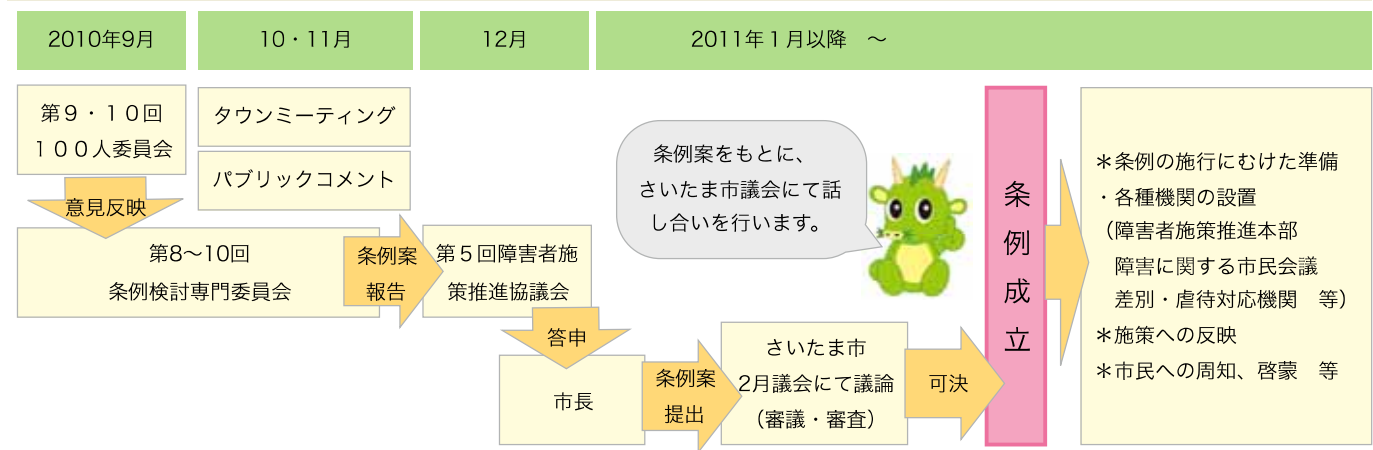 2010年9月
10・11月
12月
2011年１月以降　～
第９・１０回
１００人委員会
意見反映
タウンミーティング
パブリックコメント
第8～10回
条例検討専門委員会
条例案
報告
第５回障害者施
策推進協議会
答申
市長
条例案
提出
条例案をもとに、
さいたま市議会にて話
し合いを行います。
さいたま市
2月議会にて議論
（審議・審査）
可決
条例成立
＊条例の施行にむけた準備
・各種機関の設置
（障害者施策推進本部
障害に関する市民会議
差別・虐待対応機関　等）
＊施策への反映
＊市民への周知、啓蒙　等